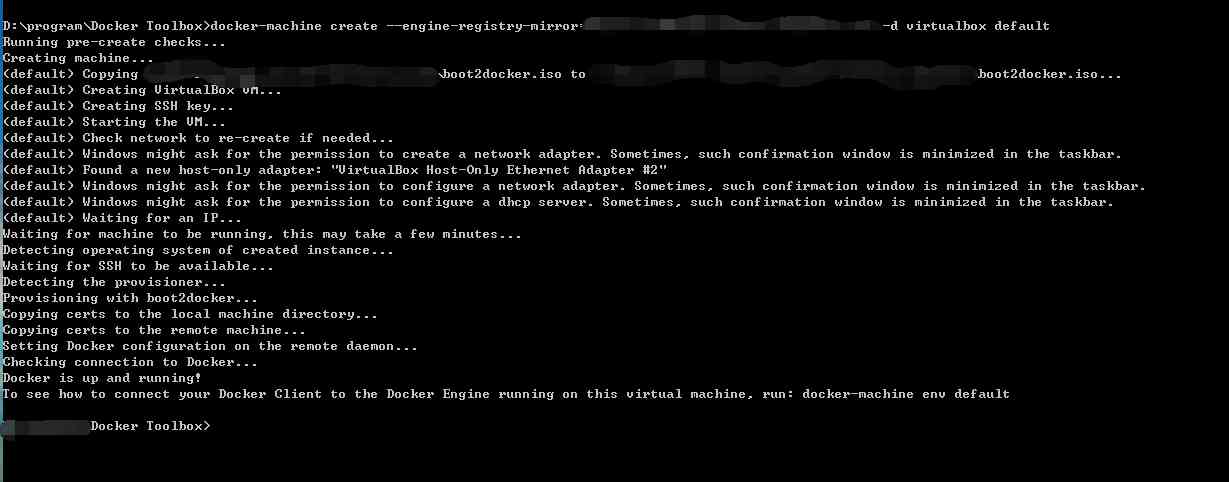 D:\program\Docker Toolbox>docker-machine create --engine-registry-mirror= -d virtualbox default
Running pre-create checks...
Creating machine...
(default) Copying \boot2docker.iso to boot2docker.iso...
(default) Creating VirtualBox VM...
(default) Creating SSH key...
(default) Starting the VM...
(default) Check network to re-create if needed...
(default) Windows might ask for the permission to create a network adapter. Sometimes, such confirmation window is minimized in the taskbar.
(default) Found a new host-only adapter: "VirtualBox Host-Only Ethernet Adapter #2"
(default) Windows might ask for the permission to configure a network adapter. Sometimes, such confirmation window is minimized in the taskbar.
(default) Windows might ask for the permission to configure a dhcp server. Sometimes, such confirmation window is minimized in the taskbar.
(default) Waiting for an IP...
Waiting for machine to be running, this may take a few minutes...
Detecting operating system of created instance...
Waiting for SSH to be available...
Detecting the provisioner...
Provisioning with boot2docker...
Copying certs to the local machine directory...
Copying certs to the remote machine...
Setting Docker configuration on the remote daemon...
Checking connection to Docker...
Docker is up and running!
To see how to connect your Docker Client to the Docker Engine running on this virtual machine, run: docker-machine env default
Docker Toolbox>